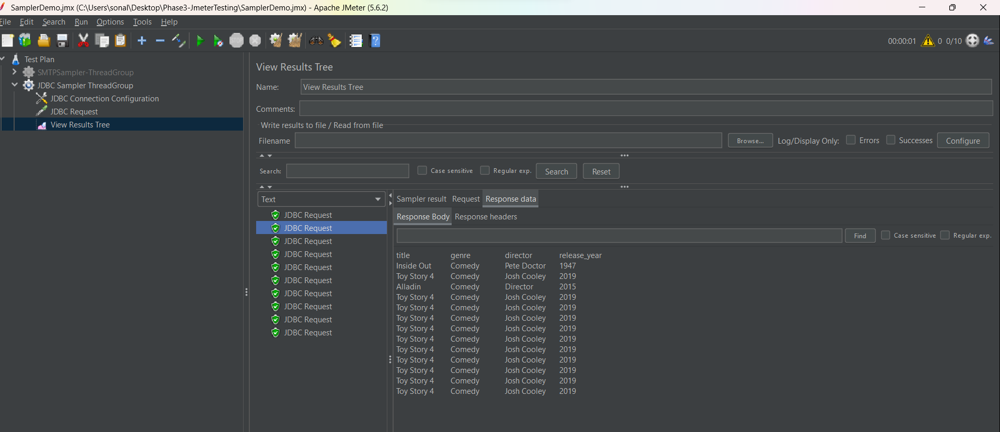 SamplerDemo.jmx (C:\Users\sonal\Desktop\Phase3-JmeterTesting\SamplerDemo.jmx) - Apache JMeter (5.6.2)
File Edit Search Run Options Tools Help
STOP 00:00:01 0 0/10
Test Plan
SMTPSampler-ThreadGroup
JDBC Sampler ThreadGroup
JDBC Connection Configuration
JDBC Request
View Results Tree
View Results Tree
Name: View Results Tree
Comments:
Write results to file / Read from file
Filename Browse... Log/Display Only: Errors Successes Configure
Search: Case sensitive Regular exp. Search Reset
Text
JDBC Request
JDBC Request
JDBC Request
JDBC Request
JDBC Request
JDBC Request
JDBC Request
JDBC Request
JDBC Request
JDBC Request
Sampler result Request Response data
Response Body Response headers
Find Case sensitive Regular exp.
title genre director release_year
Inside Out Comedy Pete Doctor 1947
Toy Story 4 Comedy Josh Cooley 2019
Alladin Comedy Director 2015
Toy Story 4 Comedy Josh Cooley 2019
Toy Story 4 Comedy Josh Cooley 2019
Toy Story 4 Comedy Josh Cooley 2019
Toy Story 4 Comedy Josh Cooley 2019
Toy Story 4 Comedy Josh Cooley 2019
Toy Story 4 Comedy Josh Cooley 2019
Toy Story 4 Comedy Josh Cooley 2019
Toy Story 4 Comedy Josh Cooley 2019
Toy Story 4 Comedy Josh Cooley 2019
Toy Story 4 Comedy Josh Cooley 2019